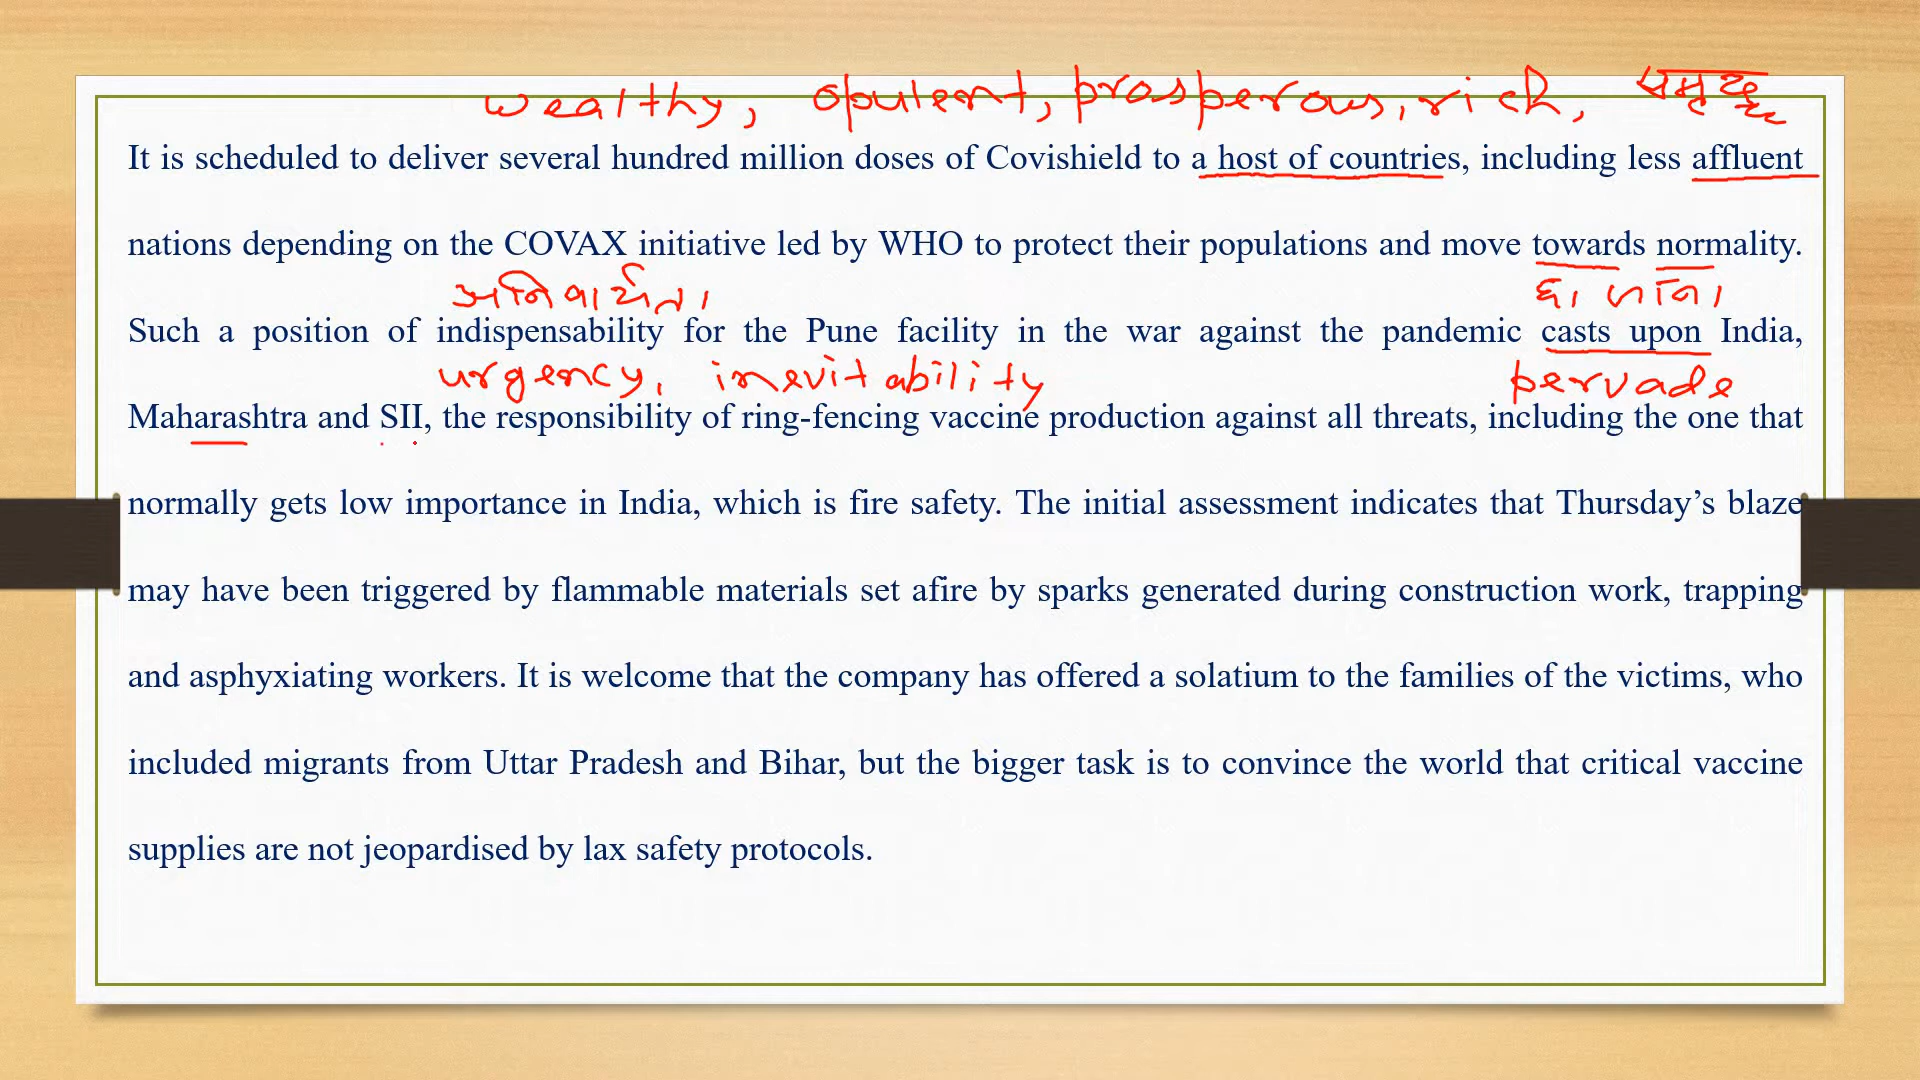 wealthy, opulent, prosperous, rich, समृद्ध
It is scheduled to deliver several hundred million doses of Covishield to a host of countries, including less affluent
nations depending on the COVAX initiative led by WHO to protect their populations and move towards normality.
अनिवार्यता छा जाना
Such a position of indispensability for the Pune facility in the war against the pandemic casts upon India,
urgency, inevitability pervade
Maharashtra and SII, the responsibility of ring-fencing vaccine production against all threats, including the one that
normally gets low importance in India, which is fire safety. The initial assessment indicates that Thursday’s blaze
may have been triggered by flammable materials set afire by sparks generated during construction work, trapping
and asphyxiating workers. It is welcome that the company has offered a solatium to the families of the victims, who
included migrants from Uttar Pradesh and Bihar, but the bigger task is to convince the world that critical vaccine
supplies are not jeopardised by lax safety protocols.